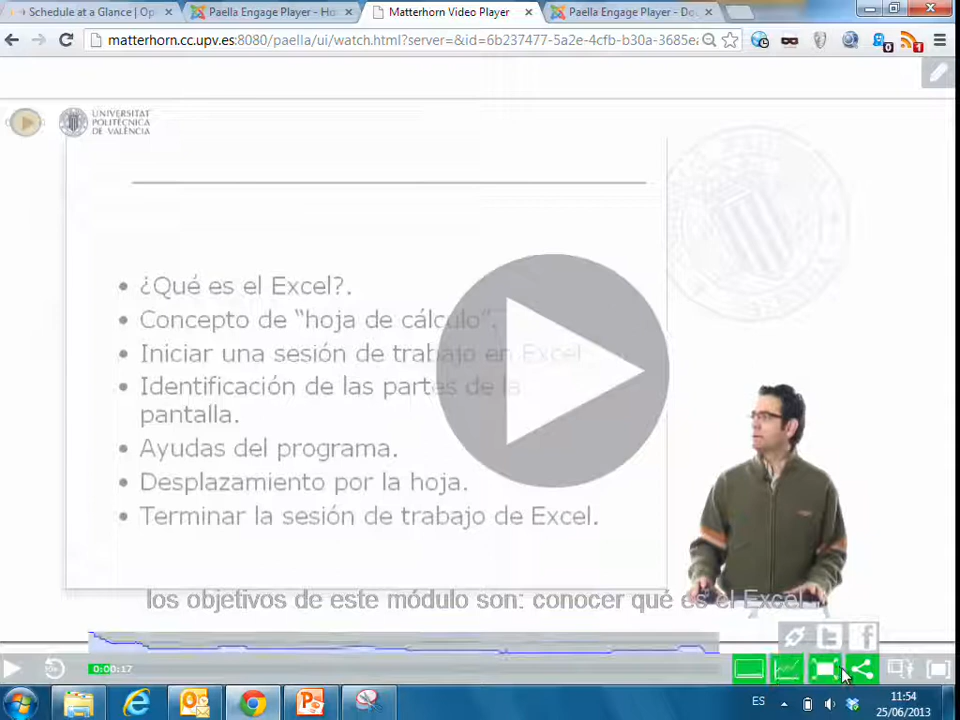 Schedule at a Glance | Op
Paella Engage Player - Ho
Matterhorn Video Player
Paella Engage Player - Do
matterhorn.cc.upv.es:8080/paella/ui/watch.html?server=&id=6b237477-5a2e-4cfb-b30a-3685ea
0
1
UNIVERSITAT
POLITÈCNICA
DE VALÈNCIA
• ¿Qué es el Excel?.
• Concepto de “hoja de cálculo”.
• Iniciar una sesión de trabajo en Excel
• Identificación de las partes de la
pantalla.
• Ayudas del programa.
• Desplazamiento por la hoja.
• Terminar la sesión de trabajo de Excel.
los objetivos de este módulo son: conocer qué es el Excel
0:00:17
ES
11:54
25/06/2013